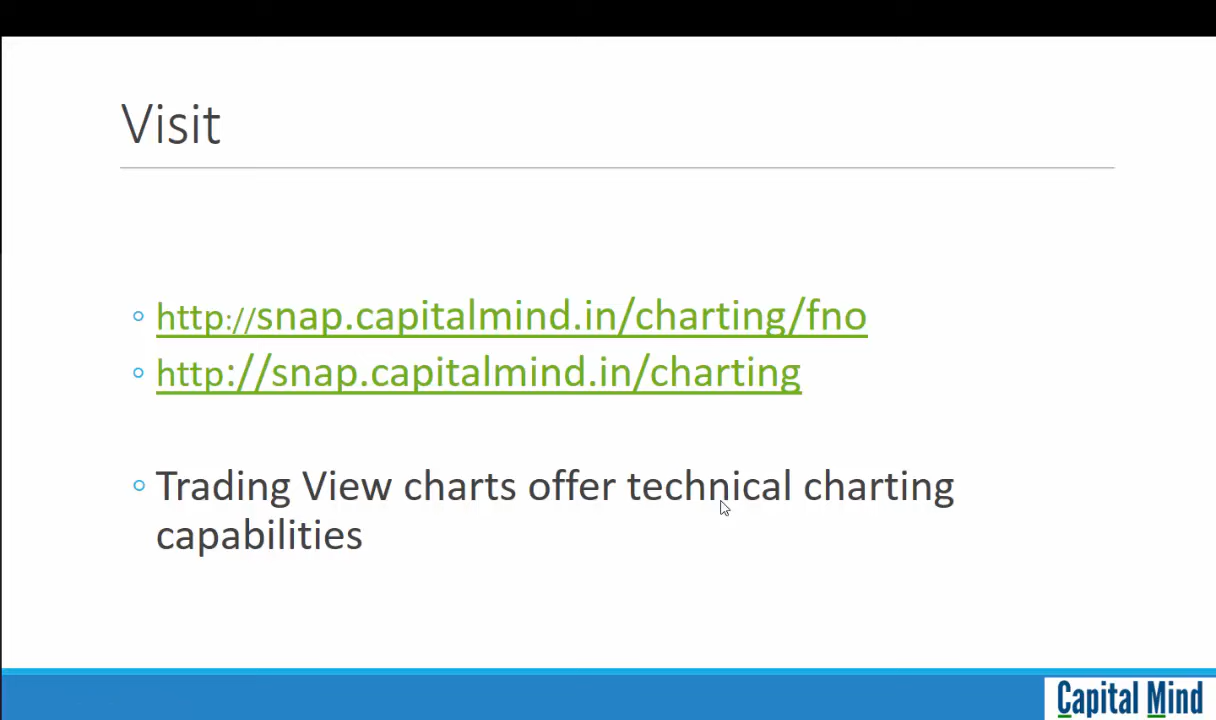 Visit
http://snap.capitalmind.in/charting/fno
http://snap.capitalmind.in/charting
Trading View charts offer technical charting
capabilities
Capital Mind